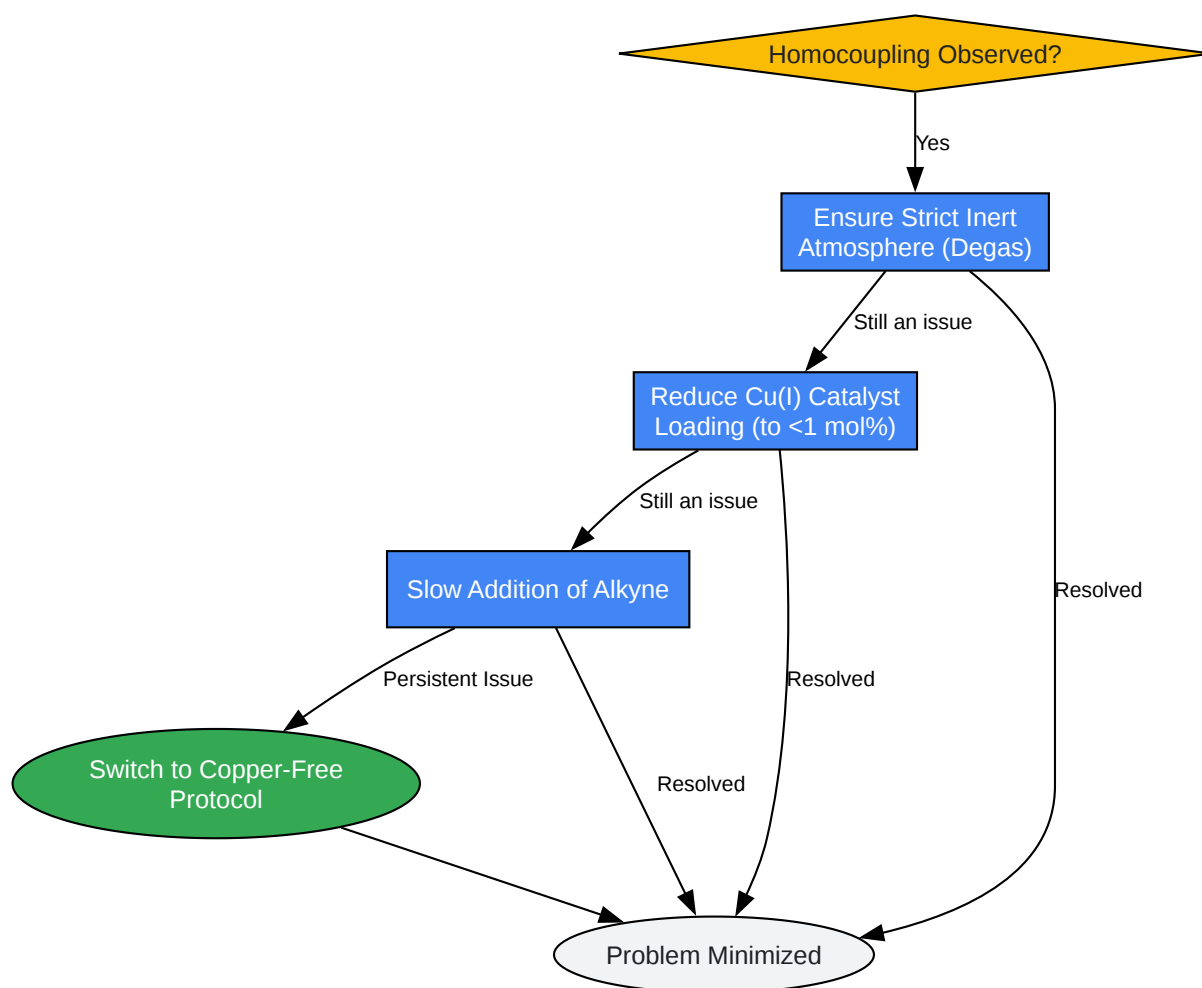 Homocoupling Observed?
Yes
Ensure Strict Inert
Atmosphere (Degas)
Still an issue
Reduce Cu(I) Catalyst
Loading (to <1 mol%)
Still an issue
Slow Addition of Alkyne
Resolved
Persistent Issue
Resolved
Switch to Copper-Free
Protocol
Resolved
Problem Minimized